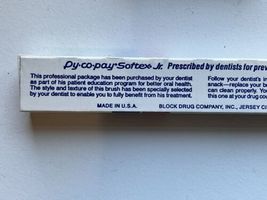 Py-co-pay® Softex Jr. Prescribed by dentists for prev
This professional package has been purchased by your dentist
as part of his patient education program for better oral health.
The style and texture of this brush has been specially selected
by your dentist to enable you to fully benefit from his treatment.
Follow your dentist's in
snack—replace your b
can clean properly. Yo
this one at your drug co
MADE IN U.S.A.
BLOCK DRUG COMPANY, INC., JERSEY CI